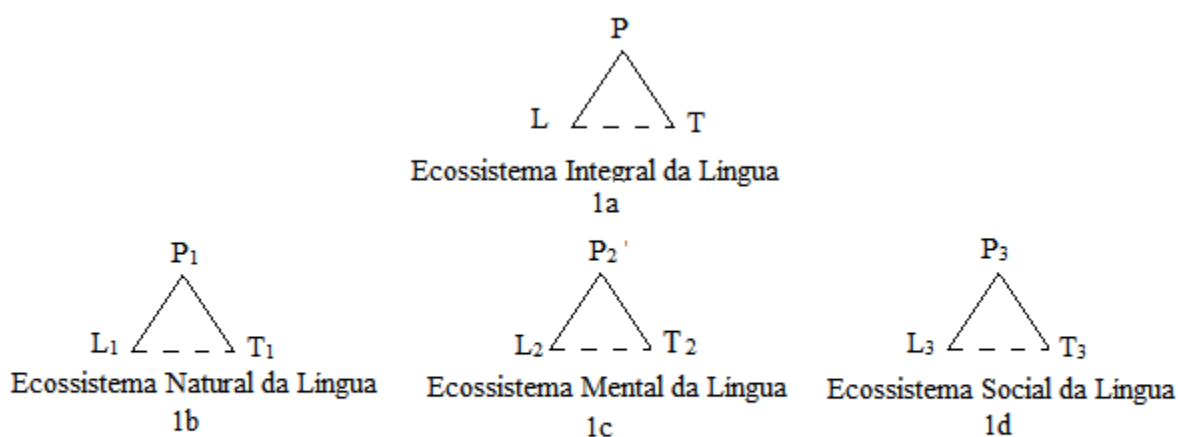 P
L T
Ecossistema Integral da Língua
1a
P₁ P₂' P₃
L₁ T₁ L₂ T₂ L₃ T₃
Ecossistema Natural da Língua Ecossistema Mental da Língua Ecossistema Social da Língua
1b 1c 1d